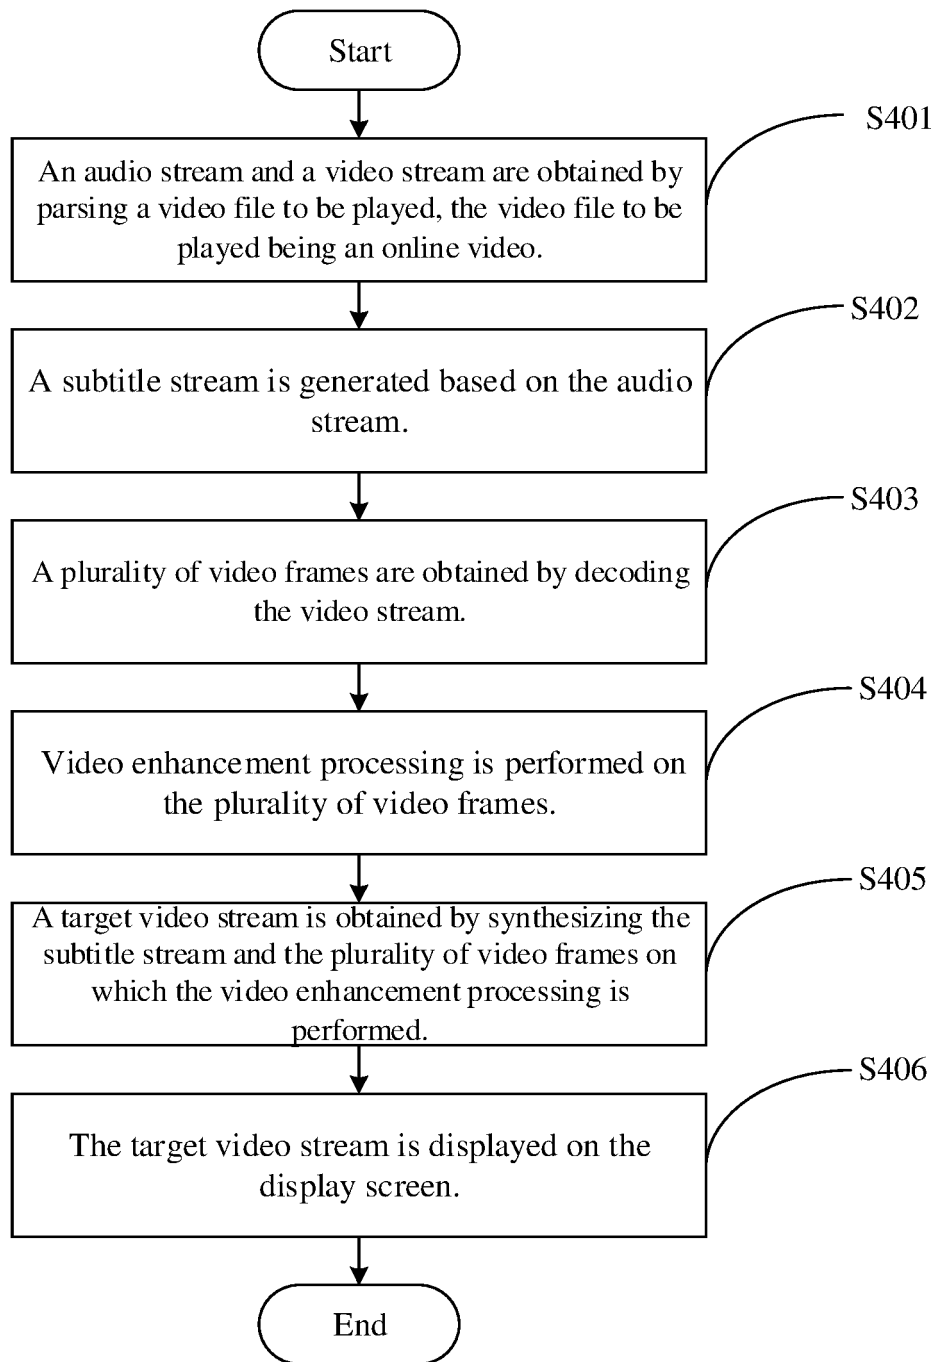 Start
S401
An audio stream and a video stream are obtained by
parsing a video file to be played, the video file to be
played being an online video.
S402
A subtitle stream is generated based on the audio
stream.
S403
A plurality of video frames are obtained by decoding
the video stream.
S404
Video enhancement processing is performed on
the plurality of video frames.
S405
A target video stream is obtained by synthesizing the
subtitle stream and the plurality of video frames on
which the video enhancement processing is
performed.
S406
The target video stream is displayed on the
display screen.
End